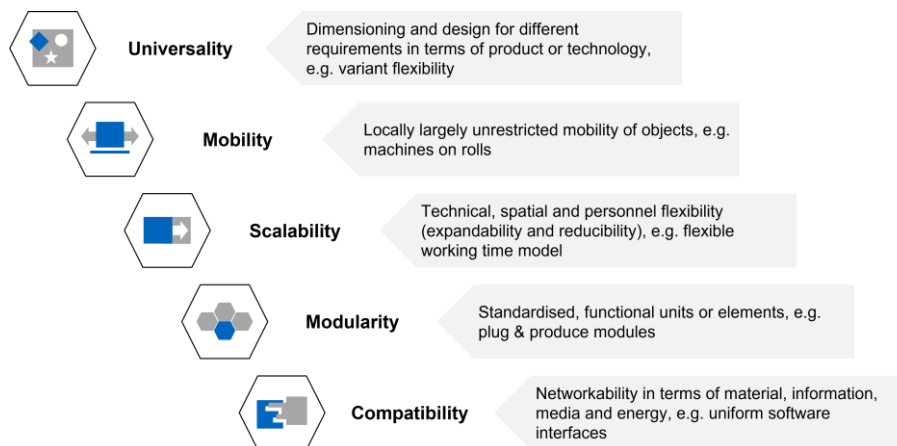 Universality
Dimensioning and design for different
requirements in terms of product or technology,
e.g. variant flexibility
Mobility
Locally largely unrestricted mobility of objects, e.g.
machines on rolls
Scalability
Technical, spatial and personnel flexibility
(expandability and reducibility), e.g. flexible
working time model
Modularity
Standardised, functional units or elements, e.g.
plug & produce modules
Compatibility
Networkability in terms of material, information,
media and energy, e.g. uniform software
interfaces